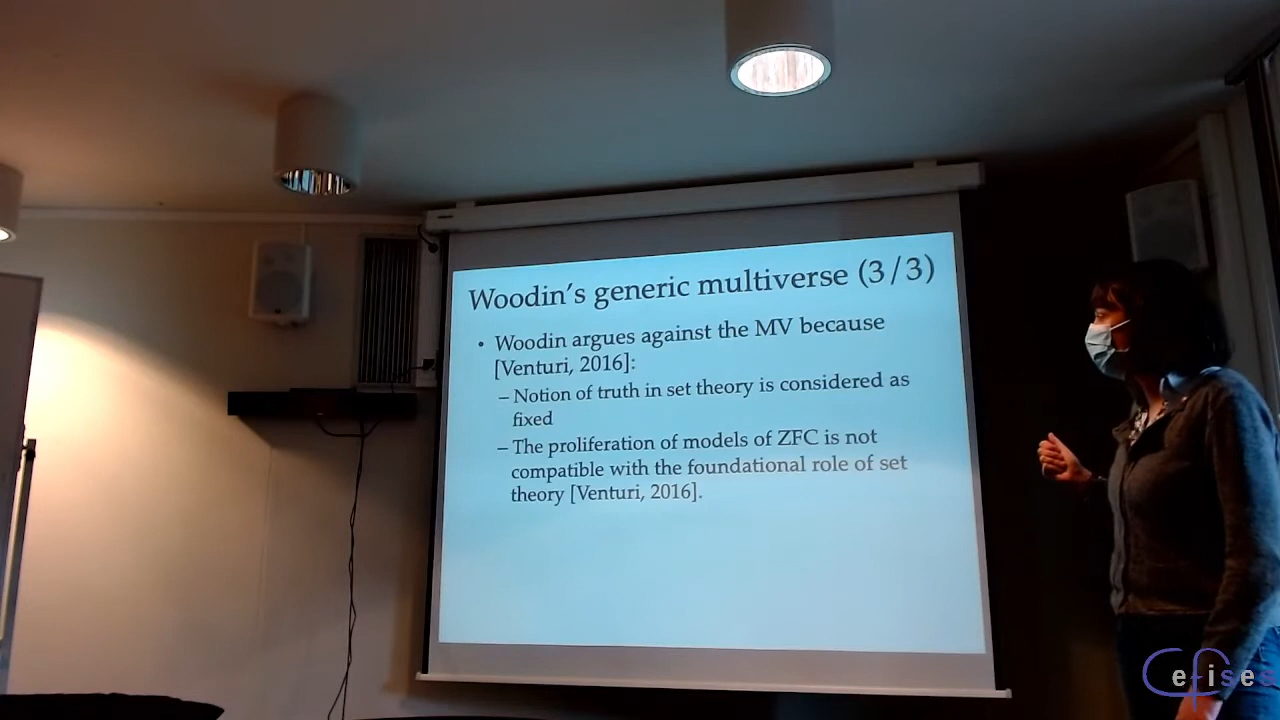 Woodin's generic multiverse (3/3)
• Woodin argues against the MV because
[Venturi, 2016]:
– Notion of truth in set theory is considered as
fixed
– The proliferation of models of ZFC is not
compatible with the foundational role of set
theory [Venturi, 2016].
Cefises